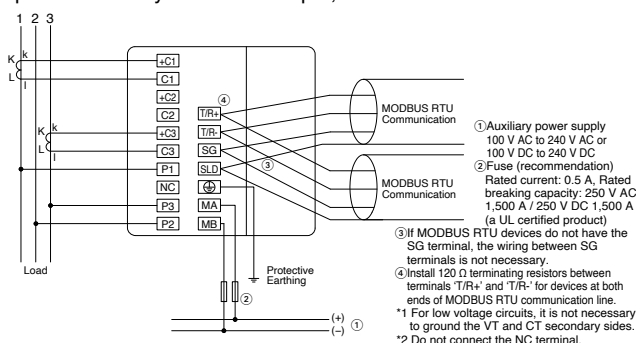 1 2 3
K k
L l
K k
L l
+C1
C1
+C2
C2
+C3
C3
P1
NC
P3
P2
T/R+
T/R-
SG
SLD
MA
MB
④
③
②
MODBUS RTU
Communication
MODBUS RTU
Communication
Load
Protective
Earthing
(+)
(−)
①
①Auxiliary power supply
100 V AC to 240 V AC or
100 V DC to 240 V DC
②Fuse (recommendation)
Rated current: 0.5 A, Rated
breaking capacity: 250 V AC
1,500 A / 250 V DC 1,500 A
(a UL certified product)
③If MODBUS RTU devices do not have the
SG terminal, the wiring between SG
terminals is not necessary.
④Install 120 Ω terminating resistors between
terminals ‘T/R+’ and ‘T/R-’ for devices at both
ends of MODBUS RTU communication line.
*1 For low voltage circuits, it is not necessary
to ground the VT and CT secondary sides.
*2 Do not connect the NC terminal.